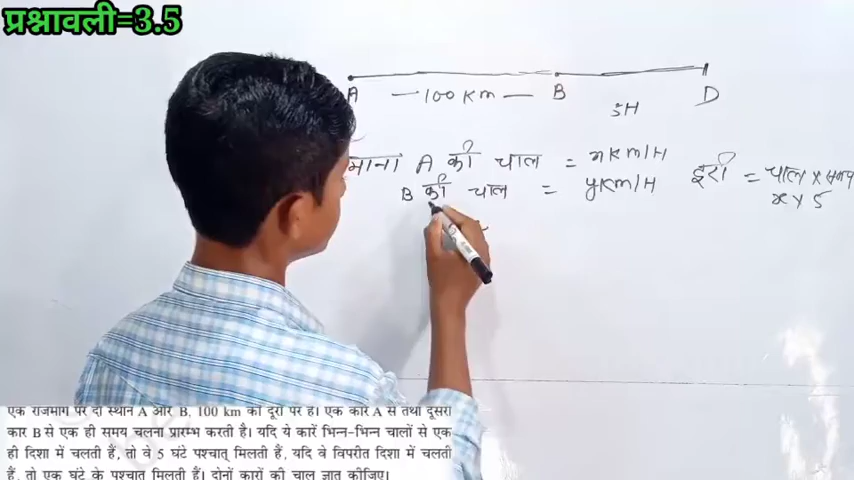 प्रश्नावली=3.5
A — 100 Km — B 5H D
माना A की चाल = xKm/H
B की चाल = yKm/H
दूरी = चाल x समय
x x 5
एक राजमार्ग पर दो स्थान A और B, 100 km की दूरी पर हैं। एक कार A से तथा दूसरी
कार B से एक ही समय चलना प्रारम्भ करती है। यदि ये कारें भिन्न-भिन्न चालों से एक
ही दिशा में चलती हैं, तो वे 5 घंटे पश्चात् मिलती हैं, यदि वे विपरीत दिशा में चलती
हैं, तो एक घंटे के पश्चात मिलती हैं। दोनों कारों की चाल ज्ञात कीजिए।